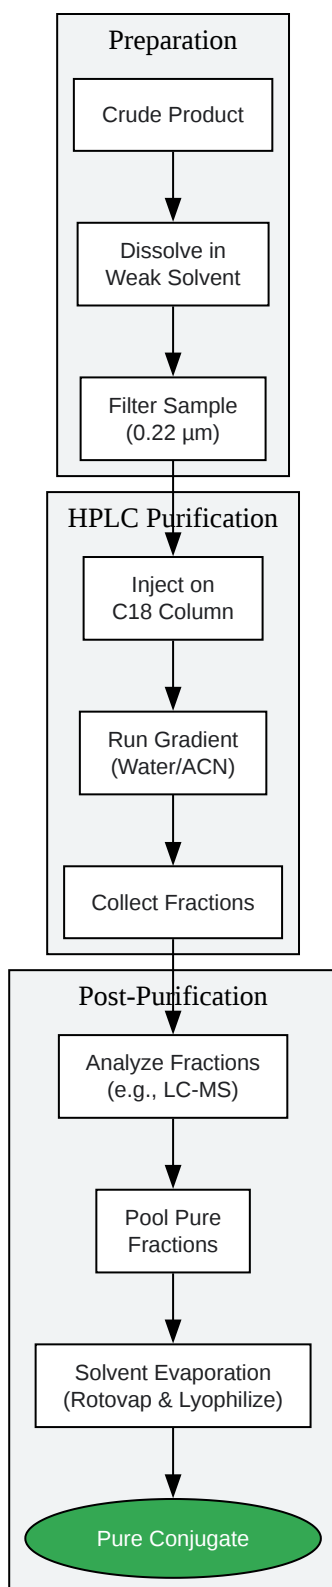 Preparation
Crude Product
Dissolve in
Weak Solvent
Filter Sample
(0.22 µm)
HPLC Purification
Inject on
C18 Column
Run Gradient
(Water/ACN)
Collect Fractions
Post-Purification
Analyze Fractions
(e.g., LC-MS)
Pool Pure
Fractions
Solvent Evaporation
(Rotovap & Lyophilize)
Pure Conjugate